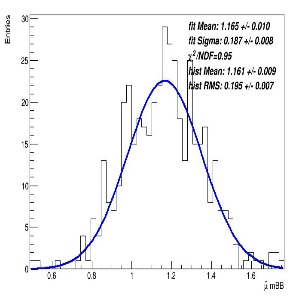 Entries
30
25
20
15
10
5
0
fit Mean: 1.165 +/- 0.010
fit Sigma: 0.187 +/- 0.008
χ²/NDF=0.95
hist Mean: 1.161 +/- 0.009
hist RMS: 0.195 +/- 0.007
0.6 0.8 1 1.2 1.4 1.6
μ mBB